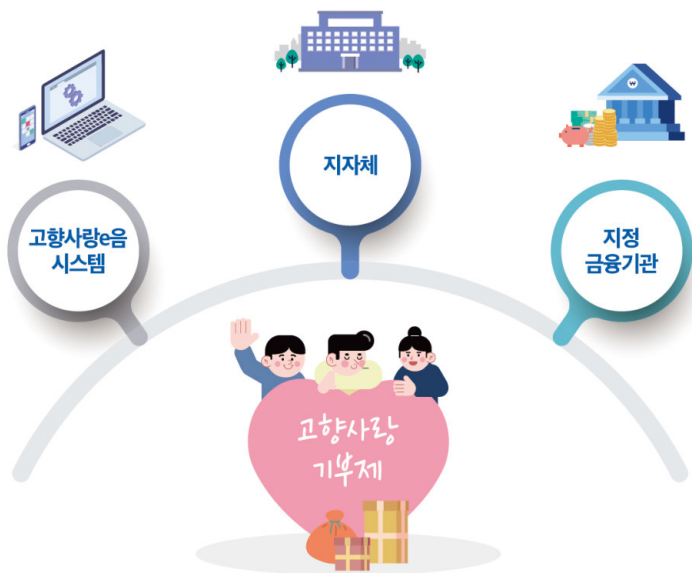 지자체
고향사랑e음
시스템
지정
금융기관
고향사랑
기부제